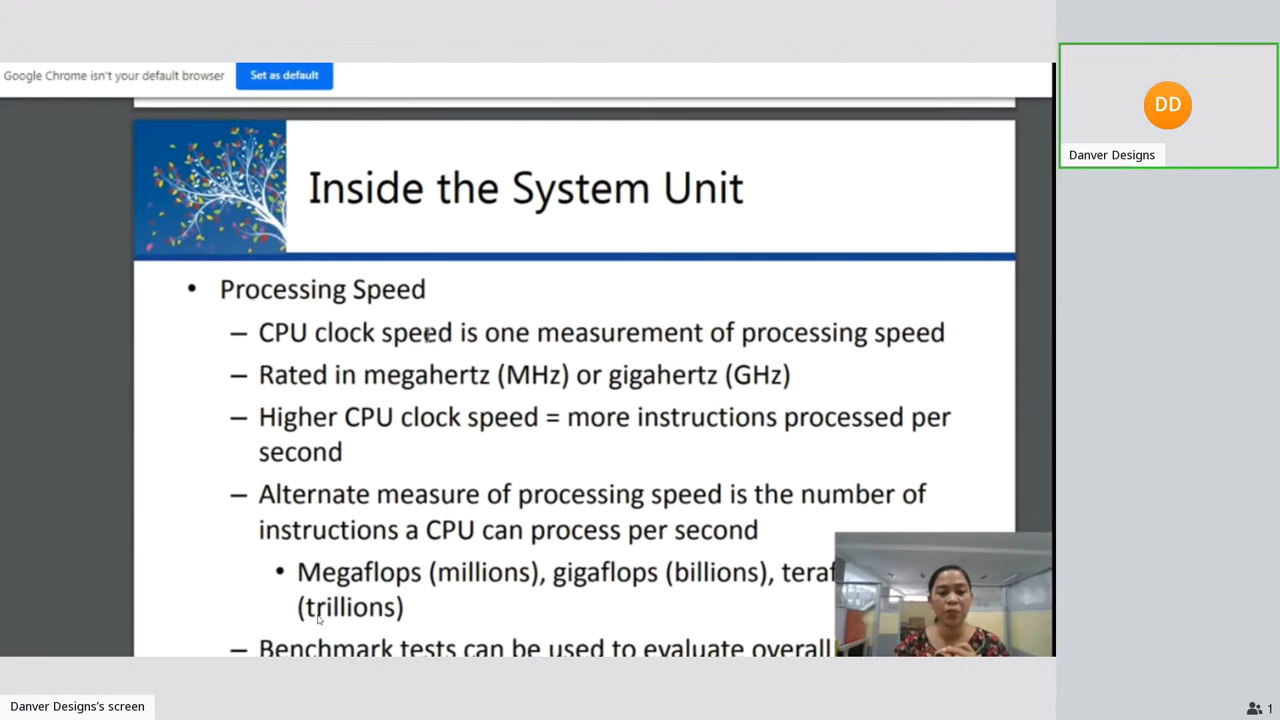 Google Chrome isn't your default browser Set as default
DD
Danver Designs
Inside the System Unit
• Processing Speed
– CPU clock speed is one measurement of processing speed
– Rated in megahertz (MHz) or gigahertz (GHz)
– Higher CPU clock speed = more instructions processed per
second
– Alternate measure of processing speed is the number of
instructions a CPU can process per second
• Megaflops (millions), gigaflops (billions),
(trillions)
– Benchmark tests can be used to evaluate overall
Danver Designs's screen
1